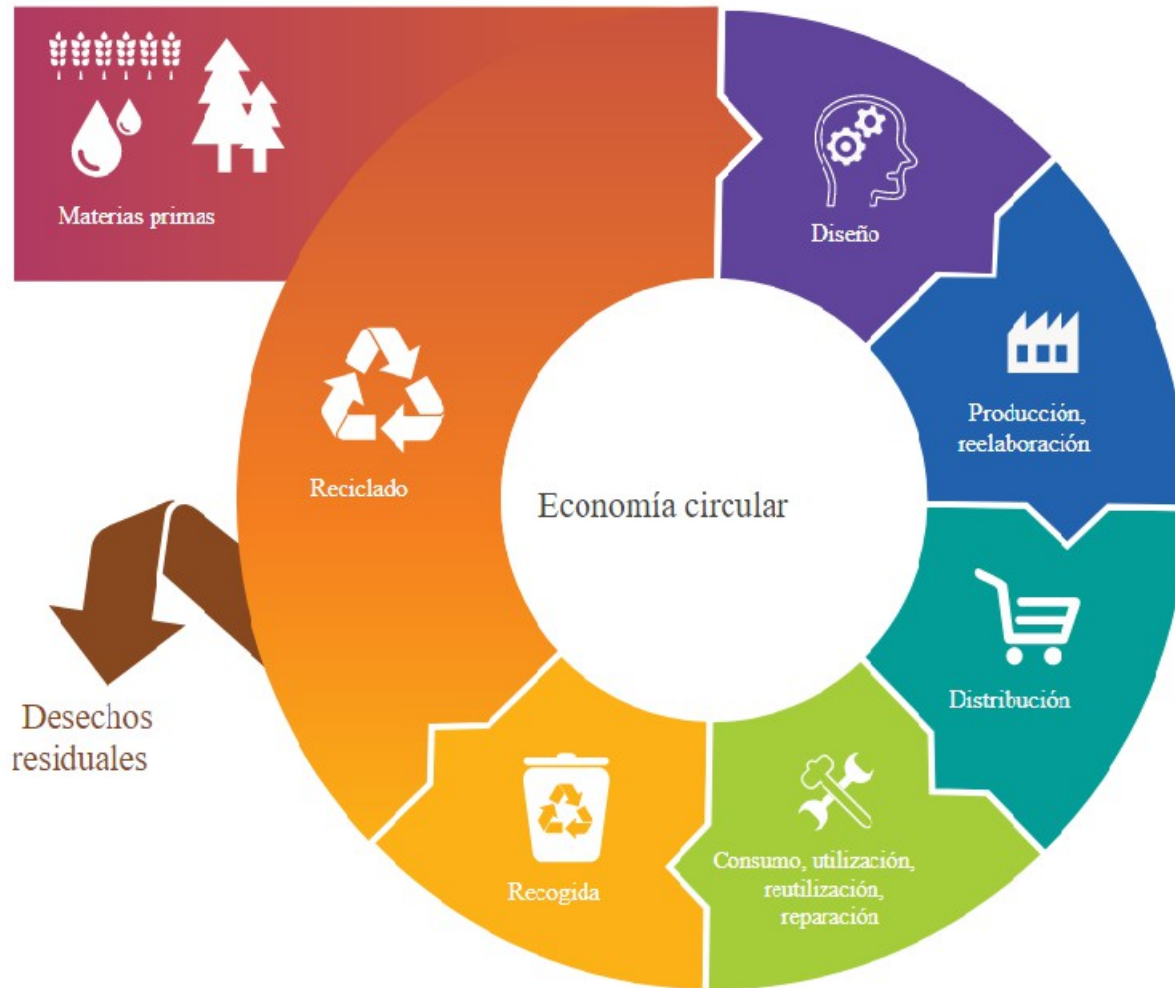 Materias primas
Diseño
Producción,
reelaboración
Distribución
Consumo, utilización,
reutilización,
reparación
Recogida
Reciclado
Desechos
residuales
Economía circular